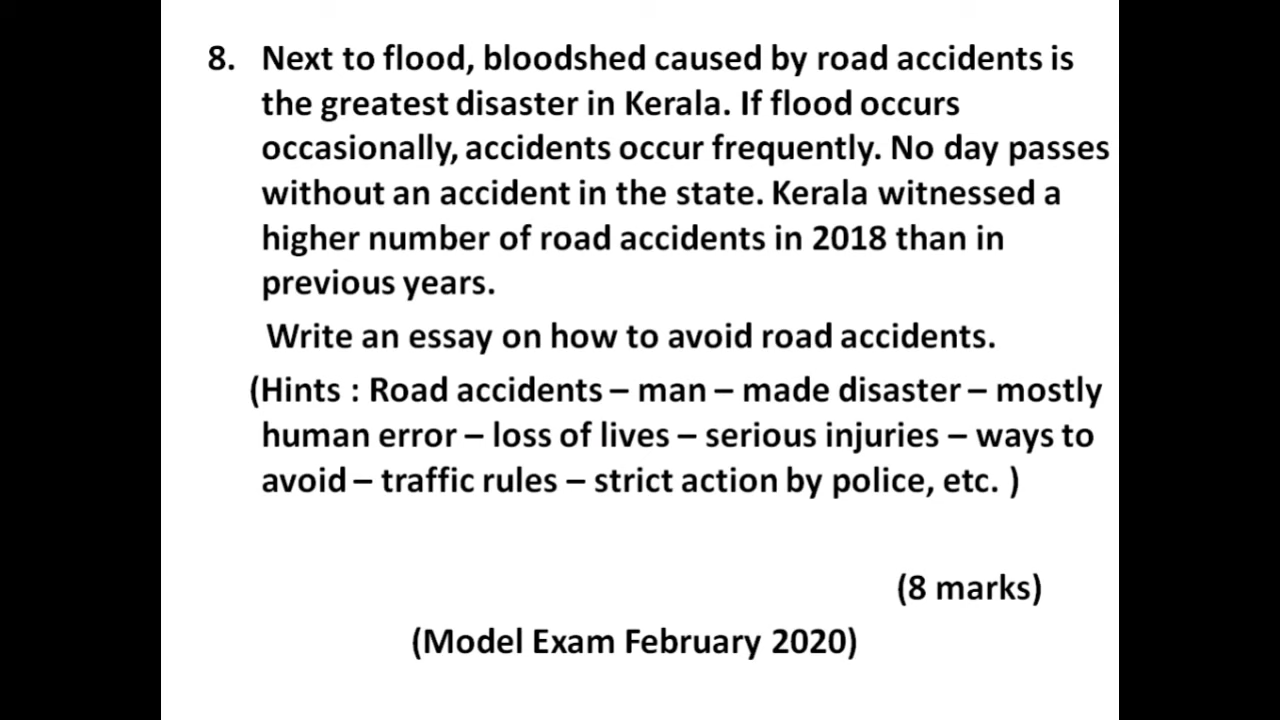 8. Next to flood, bloodshed caused by road accidents is
the greatest disaster in Kerala. If flood occurs
occasionally, accidents occur frequently. No day passes
without an accident in the state. Kerala witnessed a
higher number of road accidents in 2018 than in
previous years.
Write an essay on how to avoid road accidents.
(Hints : Road accidents – man – made disaster – mostly
human error – loss of lives – serious injuries – ways to
avoid – traffic rules – strict action by police, etc. )
(8 marks)
(Model Exam February 2020)